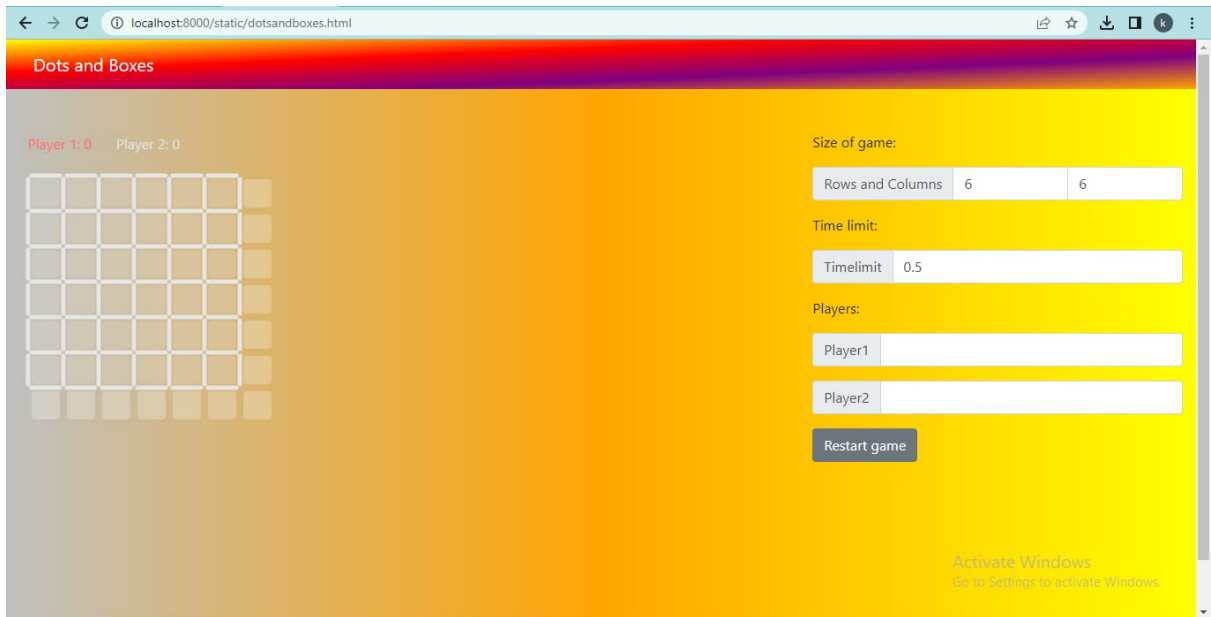 localhost:8000/static/dotsandboxes.html
k
Dots and Boxes
Player 1: 0 Player 2: 0
Size of game:
Rows and Columns 6 6
Time limit:
Timelimit 0.5
Players:
Player1
Player2
Restart game
Activate Windows
Go to Settings to activate Windows.